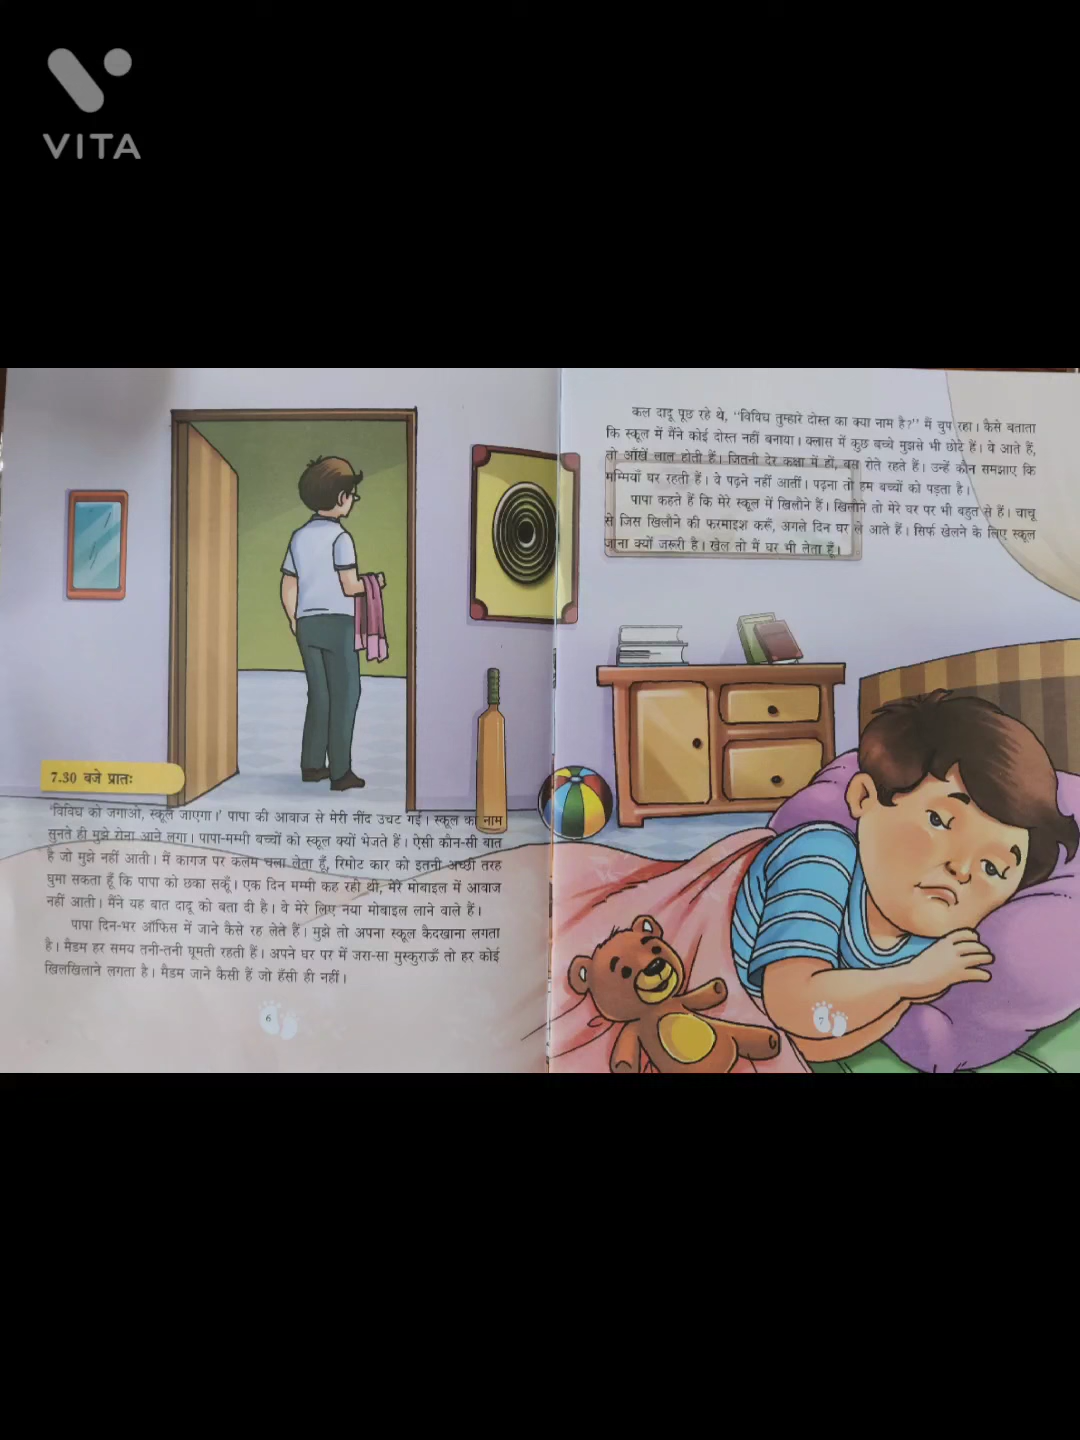 VITA
7.30 बजे प्रातः
'विविध को जगाओ, स्कूल जाएगा।' पापा की आवाज से मेरी नींद उचट गई। स्कूल का नाम
सुनते ही मुझे रोना आने लगा। पापा-मम्मी बच्चों को स्कूल क्यों भेजते हैं। ऐसी कौन-सी बात
है जो मुझे नहीं आती। मैं कागज पर कलम चला लेता हूँ, रिमोट कार को इतनी अच्छी तरह
घुमा सकता हूँ कि पापा को छका सकूँ। एक दिन मम्मी कह रही थी, मेरे मोबाइल में आवाज
नहीं आती। मैंने यह बात दादू को बता दी है। वे मेरे लिए नया मोबाइल लाने वाले हैं।
पापा दिन-भर ऑफिस में जाने कैसे रह लेते हैं। मुझे तो अपना स्कूल कैदखाना लगता
है। मैडम हर समय तनी-तनी घूमती रहती हैं। अपने घर पर में जरा-सा मुस्कुराऊँ तो हर कोई
खिलखिलाने लगता है। मैडम जाने कैसी हैं जो हँसी ही नहीं।
6
कल दादू पूछ रहे थे, "विविध तुम्हारे दोस्त का क्या नाम है?" मैं चुप रहा। कैसे बताता
कि स्कूल में मैंने कोई दोस्त नहीं बनाया। क्लास में कुछ बच्चे मुझसे भी छोटे हैं। वे आते हैं,
तो आँखें लाल होती हैं। जितनी देर कक्षा में हों, बस रोते रहते हैं। उन्हें कौन समझाए कि
मम्मियाँ घर रहती हैं। वे पढ़ने नहीं आतीं। पढ़ना तो हम बच्चों को पड़ता है।
पापा कहते हैं कि मेरे स्कूल में खिलौने हैं। खिलौने तो मेरे घर पर भी बहुत से हैं। चाचू
से जिस खिलौने की फरमाइश करूँ, अगले दिन घर ले आते हैं। सिर्फ खेलने के लिए स्कूल
जाना क्यों जरूरी है। खेल तो मैं घर भी लेता हूँ।
7